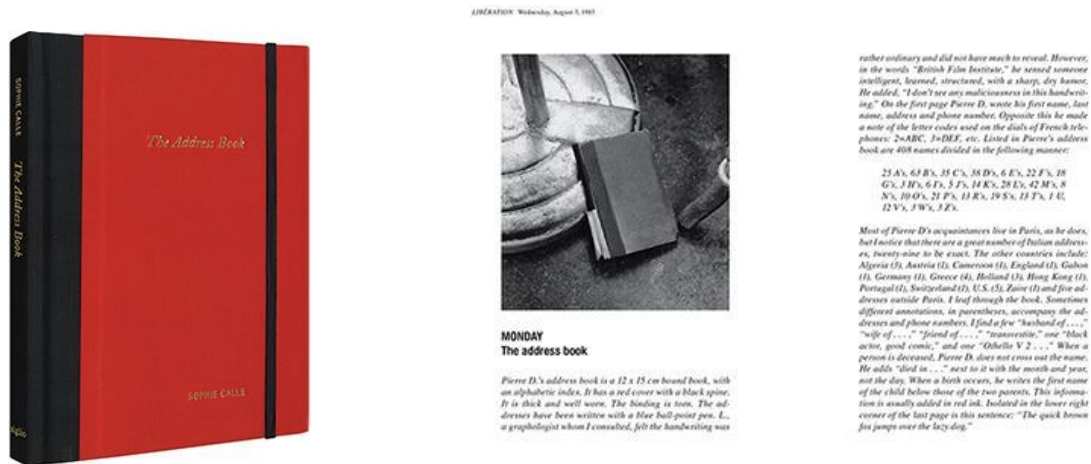 SOPHIE CALLE
The Address Book
siglio
The Address Book
SOPHIE CALLE
LIBÉRATION Wednesday, August 3, 1983
MONDAY
The address book
Pierre D.'s address book is a 12 x 15 cm bound book, with
an alphabetic index. It has a red cover with a black spine.
It is thick and well worn. The binding is torn. The ad-
dresses have been written with a blue ball-point pen. L.,
a graphologist whom I consulted, felt the handwriting was
rather ordinary and did not have much to reveal. However,
in the words "British Film Institute," he sensed someone
intelligent, learned, structured, with a sharp, dry humor.
He added, "I don't see any maliciousness in this handwrit-
ing." On the first page Pierre D. wrote his first name, last
name, address and phone number. Opposite this he made
a note of the letter codes used on the dials of French tele-
phones: 2=ABC, 3=DEF, etc. Listed in Pierre's address
book are 408 names divided in the following manner:
25 A's, 63 B's, 35 C's, 38 D's, 6 E's, 22 F's, 18
G's, 3 H's, 6 I's, 5 J's, 14 K's, 28 L's, 42 M's, 8
N's, 10 O's, 21 P's, 13 R's, 19 S's, 13 T's, 1 U,
12 V's, 3 W's, 3 Z's.
Most of Pierre D's acquaintances live in Paris, as he does,
but I notice that there are a great number of Italian address-
es, twenty-nine to be exact. The other countries include:
Algeria (3), Austria (1), Cameroon (1), England (1), Gabon
(1), Germany (1), Greece (4), Holland (3), Hong Kong (1),
Portugal (1), Switzerland (1), U.S. (5), Zaire (1) and five ad-
dresses outside Paris. I leaf through the book. Sometimes
different annotations, in parentheses, accompany the ad-
dresses and phone numbers. I find a few "husband of . . . ,"
"wife of . . . ," "friend of . . . ," "transvestite," one "black
actor, good comic," and one "Othello V 2 . . ." When a
person is deceased, Pierre D. does not cross out the name.
He adds "died in . . ." next to it with the month and year,
not the day. When a birth occurs, he writes the first name
of the child below those of the two parents. This informa-
tion is usually added in red ink. Isolated in the lower right
corner of the last page is this sentence: "The quick brown
fox jumps over the lazy dog."